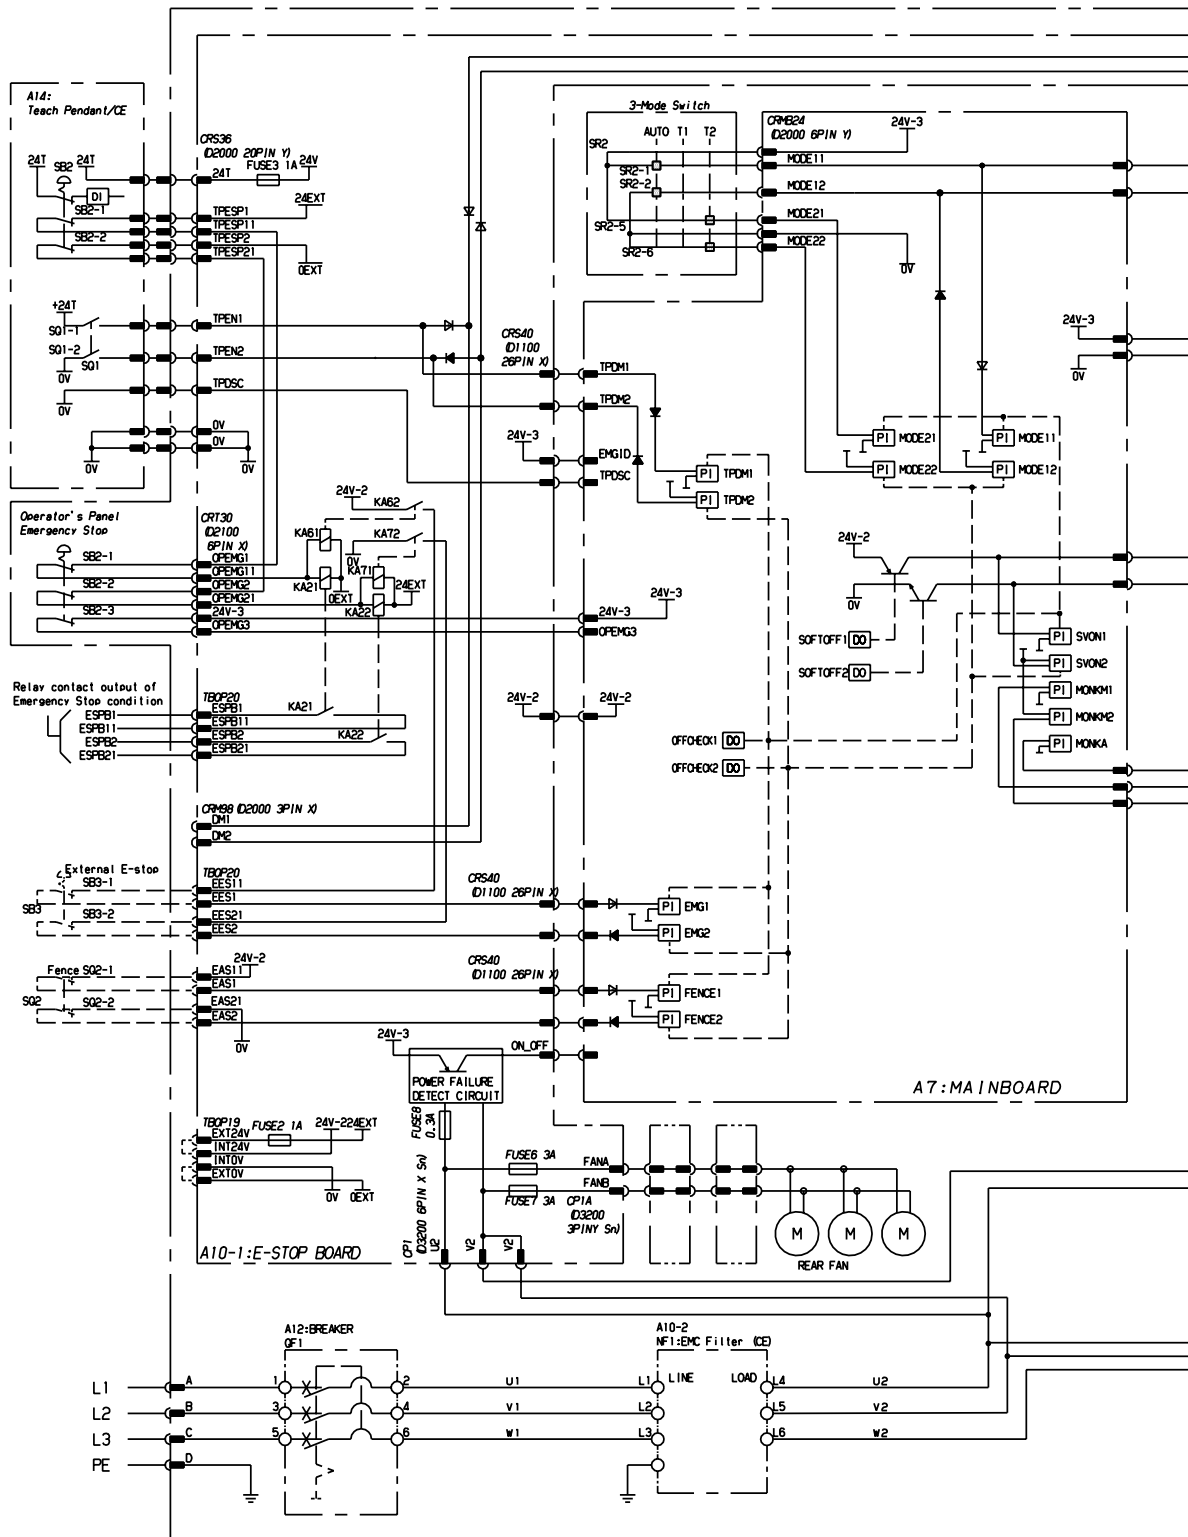 A14:
Teach Pendant/CE
24T
SB2
24T
DI
SB2-1
SB2-2
+24T
SQ1-1
SQ1-2
SQ1
0V
0V
0V
CRS36
(D2000 20PIN Y)
FUSE3 1A
24V
24T
TPESP1
24EXT
TPESP11
TPESP2
TPESP21
0EXT
TPEN1
TPEN2
TPDSC
0V
0V
0V
Operator's Panel
Emergency Stop
SB2-1
SB2-2
SB2-3
CRT30
(D2100
6PIN X)
OPEMG1
OPEMG11
OPEMG2
OPEMG21
24V-3
OPEMG3
24V-2
KA62
KA61
KA72
0V
KA71
KA21
0EXT
24EXT
KA22
Relay contact output of
Emergency Stop condition
ESPB1
ESPB11
ESPB2
ESPB21
TBOP20
ESPB1
ESPB11
ESPB2
ESPB21
KA21
KA22
CRM98 (D2000 3PIN X)
DM1
DM2
External E-stop
SB3-1
SB3
SB3-2
TBOP20
EES11
EES1
EES21
EES2
Fence
SQ2-1
SQ2
SQ2-2
EAS11
24V-2
EAS1
EAS21
EAS2
0V
TBOP19
EXT24V
FUSE2 1A
24V-2
24EXT
INT24V
INT0V
EXT0V
0V
0EXT
A10-1:E-STOP BOARD
3-Mode Switch
AUTO T1 T2
SR2
SR2-1
SR2-2
SR2-5
SR2-6
CRMB24
(D2000 6PIN Y)
24V-3
MODE11
MODE12
MODE21
MODE22
0V
24V-3
0V
CRS40
(D1100
26PIN X)
TPDM1
TPDM2
24V-3
EMGID
TPDSC
PI
TPDM1
PI
TPDM2
PI
MODE21
PI
MODE11
PI
MODE22
PI
MODE12
24V-2
0V
24V-3
24V-3
OPEMG3
SOFTOFF1
DO
SOFTOFF2
DO
PI
SVON1
PI
SVON2
PI
MONKM1
PI
MONKM2
PI
MONKA
24V-2
24V-2
OFFCHECK1
DO
OFFCHECK2
DO
CRS40
(D1100 26PIN X)
PI
EMG1
PI
EMG2
CRS40
(D1100 26PIN X)
PI
FENCE1
PI
FENCE2
24V-3
ON_OFF
POWER FAILURE
DETECT CIRCUIT
A7:MAINBOARD
FUSE8
0.3A
FUSE6 3A
FANA
FANB
FUSE7 3A
CP1A
(D3200
3PINY Sn)
CP1
(D3200 6PIN X Sn)
U2
V2
V2
M
M
M
REAR FAN
A12:BREAKER
QF1
A10-2
NF1:EMC Filter (CE)
L1
A
1
2
U1
L1
LINE
LOAD
L4
U2
L2
B
3
4
V1
L2
L5
V2
L3
C
5
6
W1
L3
L6
W2
PE
D